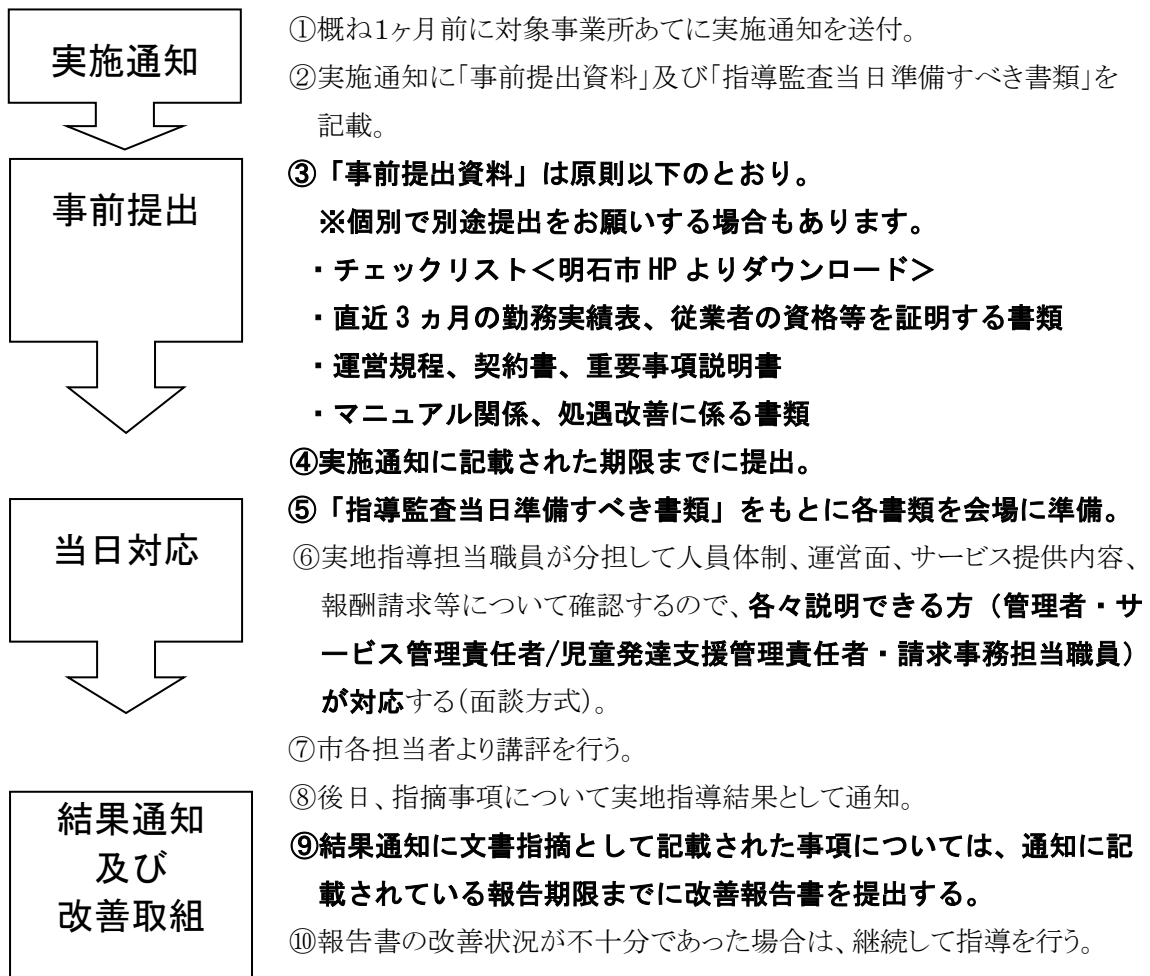 実施通知
①概ね1ヶ月前に対象事業所あてに実施通知を送付。
②実施通知に「事前提出資料」及び「指導監査当日準備すべき書類」を
記載。
事前提出
③「事前提出資料」は原則以下のとおり。
※個別で別途提出をお願いする場合もあります。
・チェックリスト＜明石市HPよりダウンロード＞
・直近3ヵ月の勤務実績表、従業者の資格等を証明する書類
・運営規程、契約書、重要事項説明書
・マニュアル関係、処遇改善に係る書類
④実施通知に記載された期限までに提出。
当日対応
⑤「指導監査当日準備すべき書類」をもとに各書類を会場に準備。
⑥実地指導担当職員が分担して人員体制、運営面、サービス提供内容、
報酬請求等について確認するので、各々説明できる方（管理者・サ
ービス管理責任者/児童発達支援管理責任者・請求事務担当職員）
が対応する(面談方式)。
⑦市各担当者より講評を行う。
結果通知
及び
改善取組
⑧後日、指摘事項について実地指導結果として通知。
⑨結果通知に文書指摘として記載された事項については、通知に記
載されている報告期限までに改善報告書を提出する。
⑩報告書の改善状況が不十分であった場合は、継続して指導を行う。